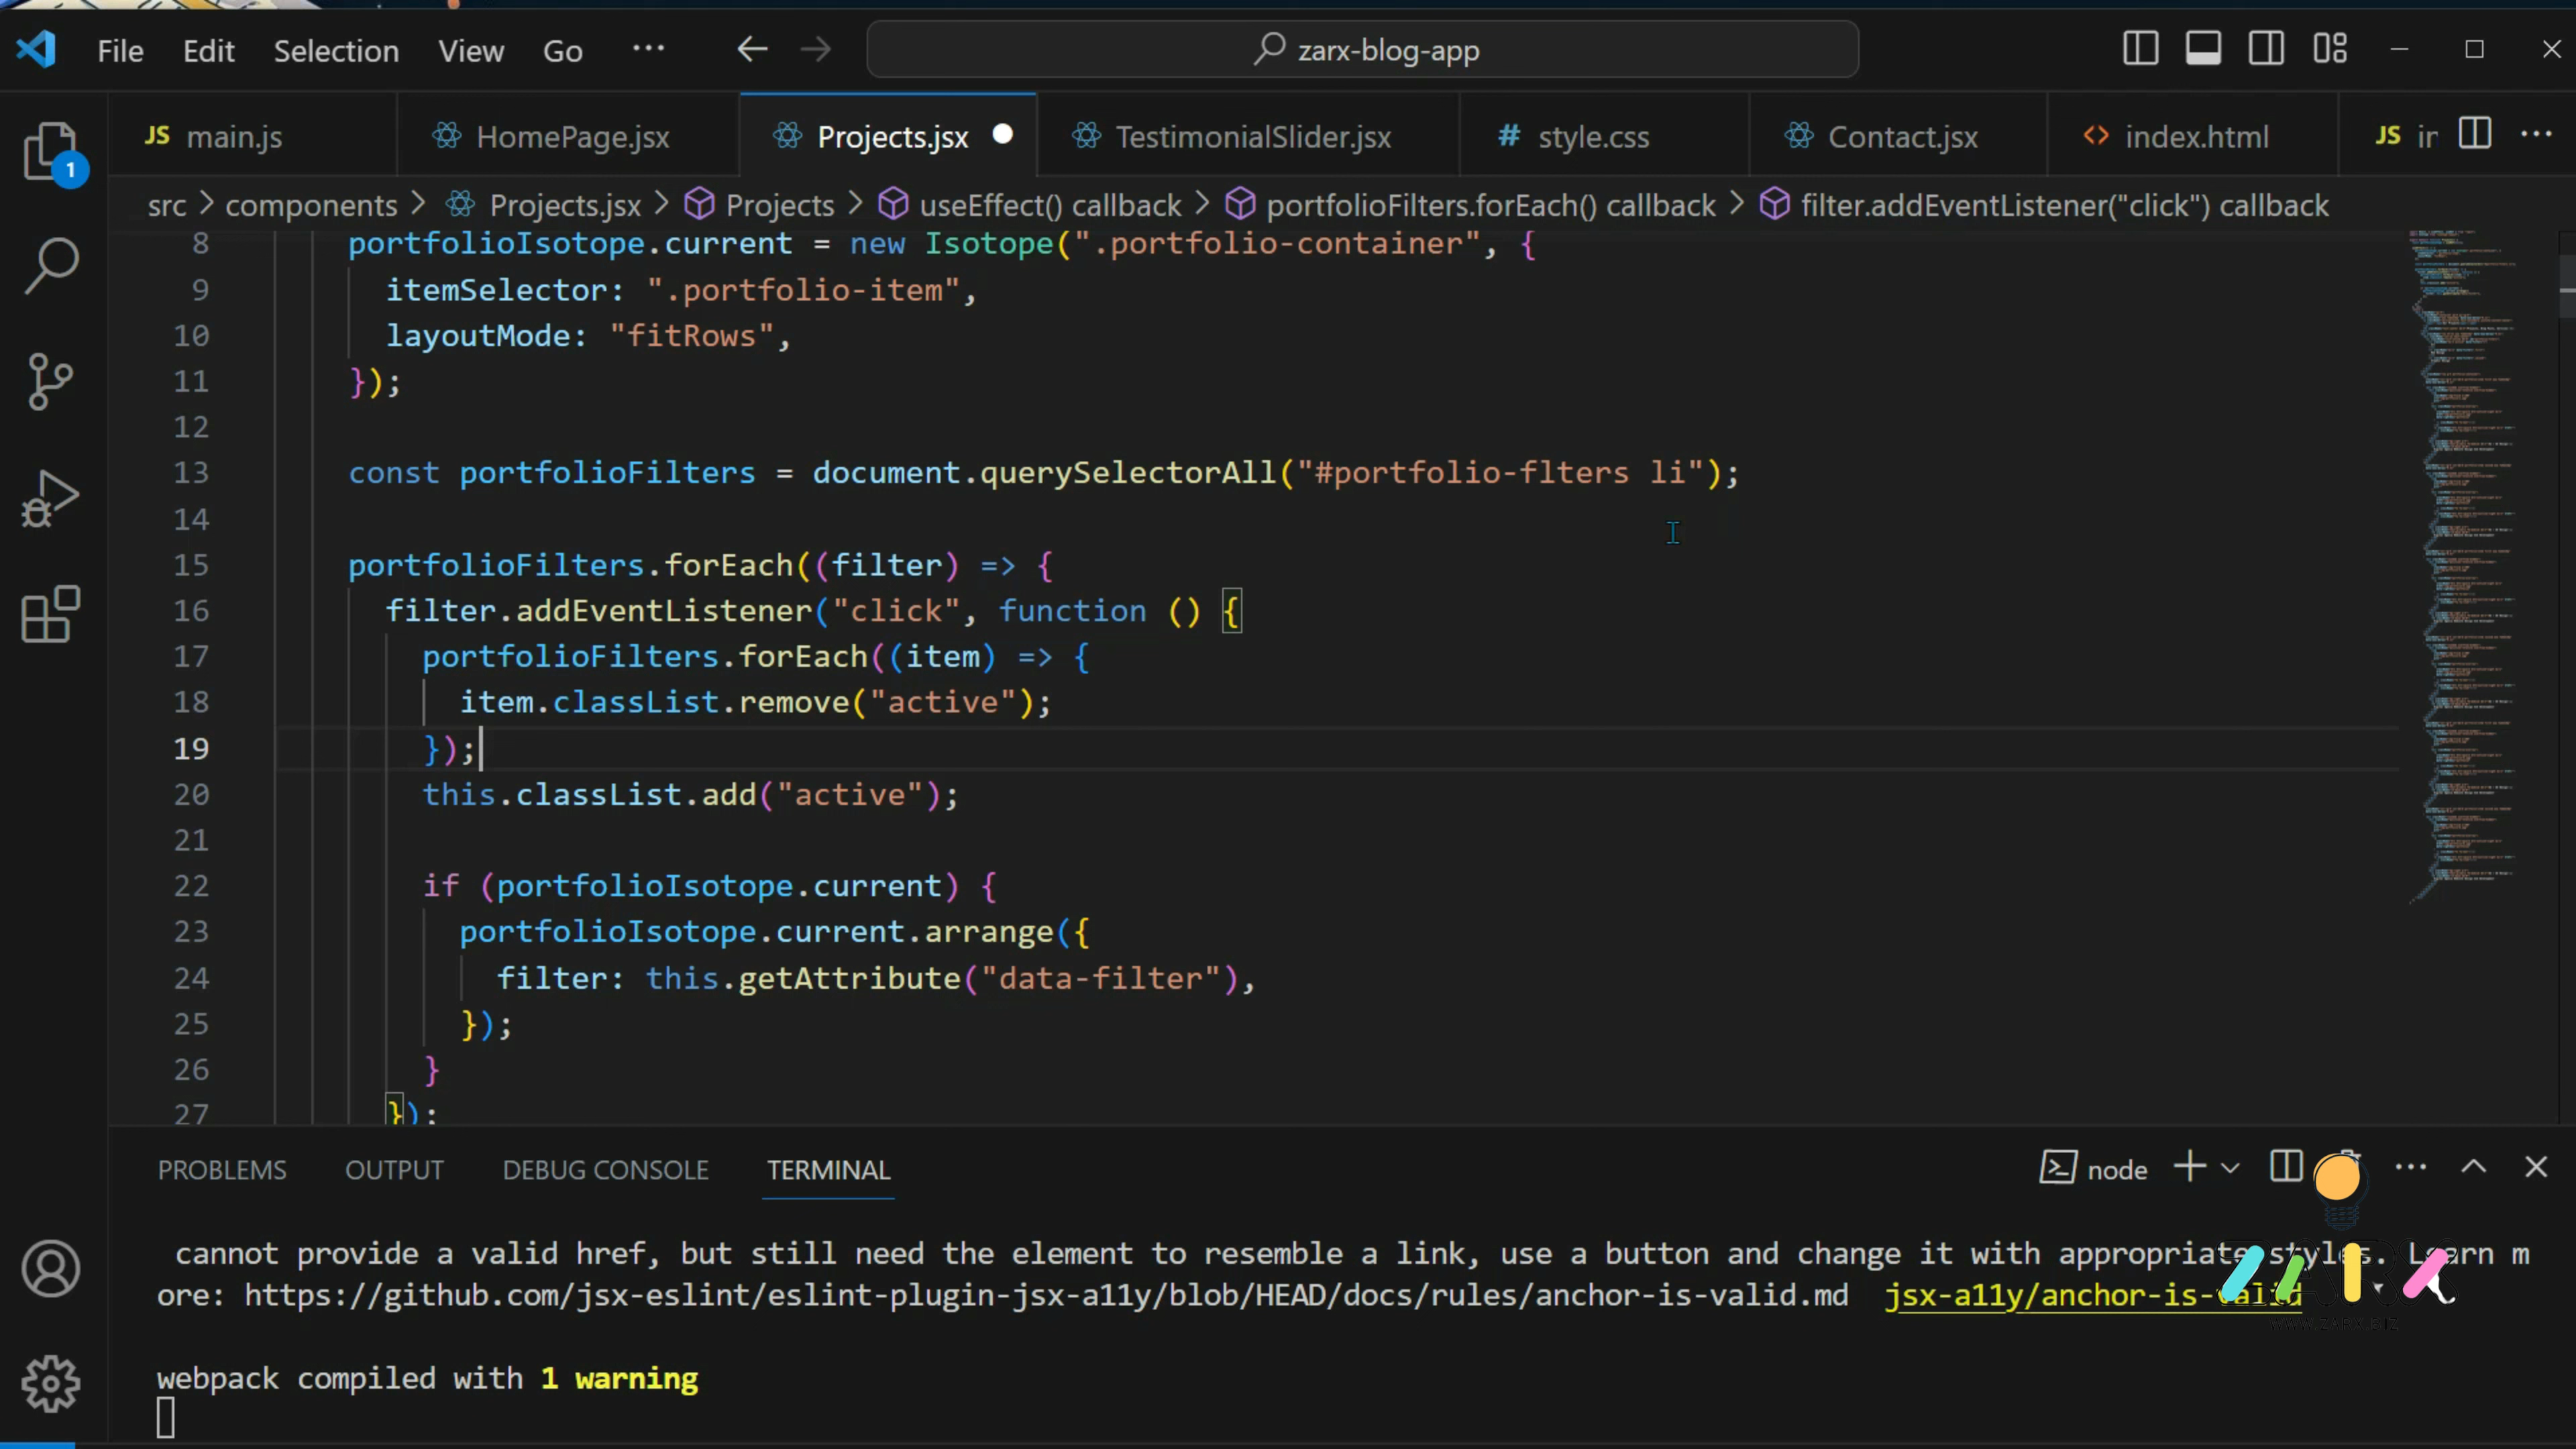 File Edit Selection View Go ··· zarx-blog-app
1
JS main.js HomePage.jsx Projects.jsx TestimonialSlider.jsx # style.css Contact.jsx <> index.html JS
src > components > Projects.jsx > Projects > useEffect() callback > portfolioFilters.forEach() callback > filter.addEventListener("click") callback
8 portfolioIsotope.current = new Isotope(".portfolio-container", {
9 itemSelector: ".portfolio-item",
10 layoutMode: "fitRows",
11 });
12
13 const portfolioFilters = document.querySelectorAll("#portfolio-flters li");
14
15 portfolioFilters.forEach((filter) => {
16 filter.addEventListener("click", function () {
17 portfolioFilters.forEach((item) => {
18 item.classList.remove("active");
19 });
20 this.classList.add("active");
21
22 if (portfolioIsotope.current) {
23 portfolioIsotope.current.arrange({
24 filter: this.getAttribute("data-filter"),
25 });
26 }
27 });
PROBLEMS OUTPUT DEBUG CONSOLE TERMINAL node
cannot provide a valid href, but still need the element to resemble a link, use a button and change it with appropriate styles. Learn m
ore: https://github.com/jsx-eslint/eslint-plugin-jsx-a11y/blob/HEAD/docs/rules/anchor-is-valid.md jsx-a11y/anchor-is-valid
ZARX
WWW.ZARX.BIZ
webpack compiled with 1 warning